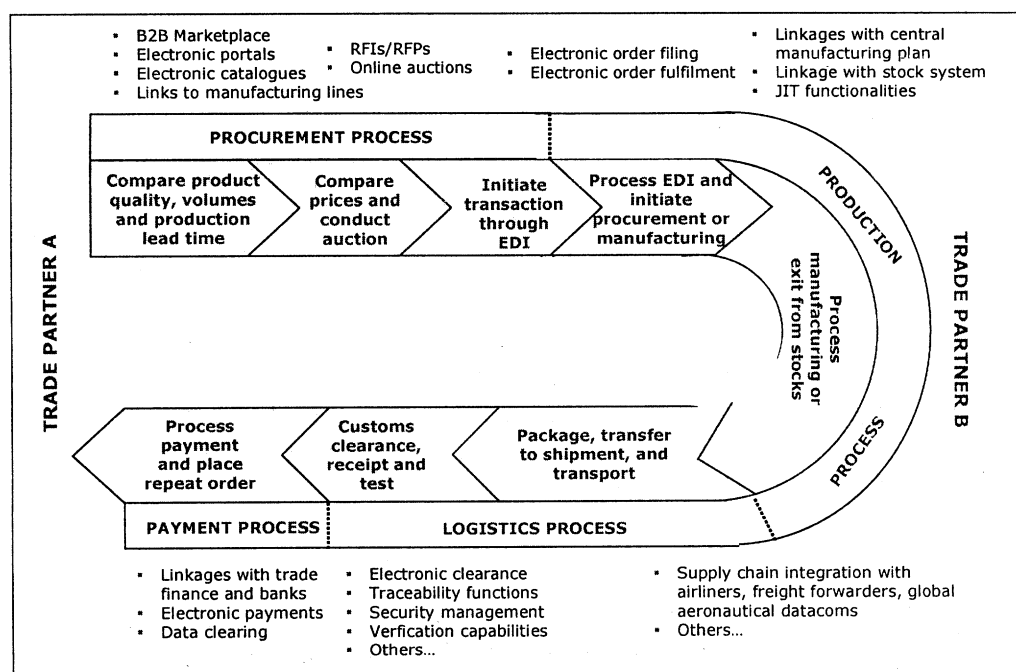 ▪ B2B Marketplace
▪ Electronic portals
▪ Electronic catalogues
▪ Links to manufacturing lines
▪ RFIs/RFPs
▪ Online auctions
▪ Electronic order filing
▪ Electronic order fulfilment
▪ Linkages with central
manufacturing plan
▪ Linkage with stock system
▪ JIT functionalities
PROCUREMENT PROCESS
PRODUCTION
PROCESS
TRADE PARTNER A
TRADE PARTNER B
Compare product
quality, volumes
and production
lead time
Compare
prices and
conduct
auction
Initiate
transaction
through
EDI
Process EDI and
initiate
procurement or
manufacturing
Process
manufacturing or
exit from stocks
Package, transfer
to shipment, and
transport
Customs
clearance,
receipt and
test
Process
payment
and place
repeat order
PAYMENT PROCESS
LOGISTICS PROCESS
▪ Linkages with trade
finance and banks
▪ Electronic payments
▪ Data clearing
▪ Electronic clearance
▪ Traceability functions
▪ Security management
▪ Verfication capabilities
▪ Others...
▪ Supply chain integration with
airliners, freight forwarders, global
aeronautical datacoms
▪ Others...